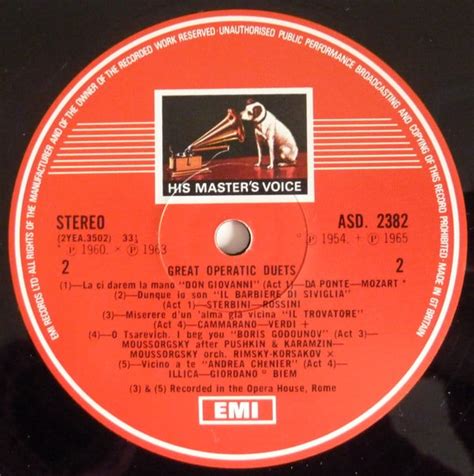 EMI RECORDS LTD ALL RIGHTS OF THE MANUFACTURER AND OF THE OWNER OF THE RECORDED WORK RESERVED · UNAUTHORISED PUBLIC PERFORMANCE BROADCASTING AND COPYING OF THIS RECORD PROHIBITED MADE IN GT BRITAIN
HIS MASTER'S VOICE
STEREO
ASD. 2382
(2YEA.3502) 33⅓
* ℗ 1960. × ℗ 1963
° ℗ 1954. + ℗ 1965
2
GREAT OPERATIC DUETS
2
(1)—La ci darem la mano "DON GIOVANNI" (Act 1)—DA PONTE—MOZART *
(2)—Dunque io son "IL BARBIERE DI SIVIGLIA"
(Act 1)—STERBINI—ROSSINI
(3)—Miserere d'un 'alma già vicina "IL TROVATORE"
(Act 4)—CAMMARANO—VERDI +
(4)—O Tsarevich. I beg you "BORIS GODOUNOV" (Act 3)—
MOUSSORGSKY after PUSHKIN & KARAMZIN—
MOUSSORGSKY orch. RIMSKY-KORSAKOV ×
(5)—Vicino a te "ANDREA CHENIER" (Act 4)—
ILLICA—GIORDANO ° BIEM
(3) & (5) Recorded in the Opera House, Rome
EMI